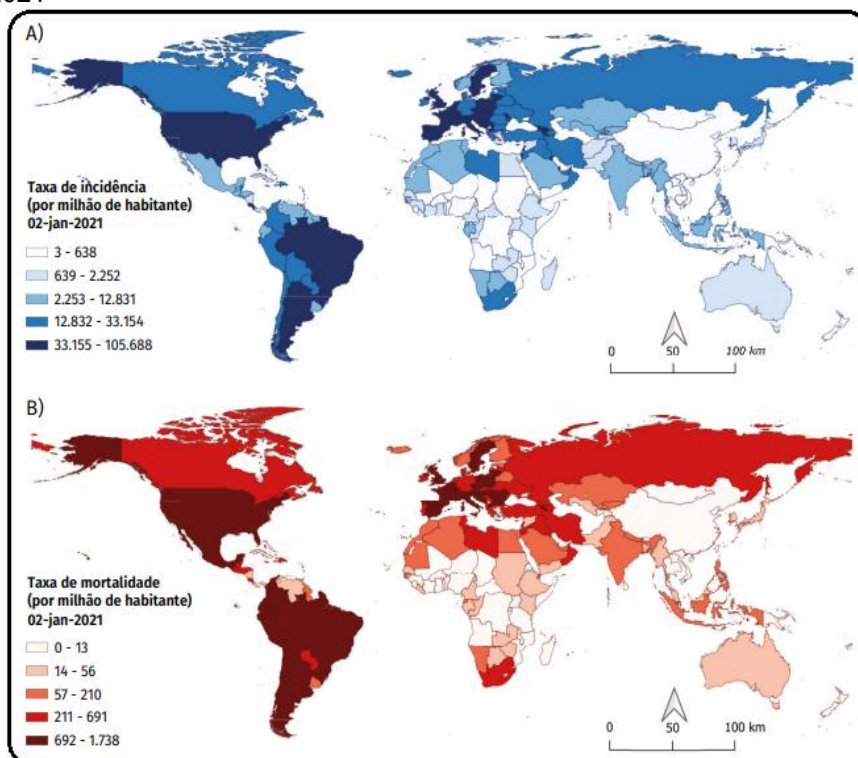 A)
Taxa de incidência
(por milhão de habitante)
02-jan-2021
3 - 638
639 - 2.252
2.253 - 12.831
12.832 - 33.154
33.155 - 105.688
0 50 100 km
B)
Taxa de mortalidade
(por milhão de habitante)
02-jan-2021
0 - 13
14 - 56
57 - 210
211 - 691
692 - 1.738
0 50 100 km